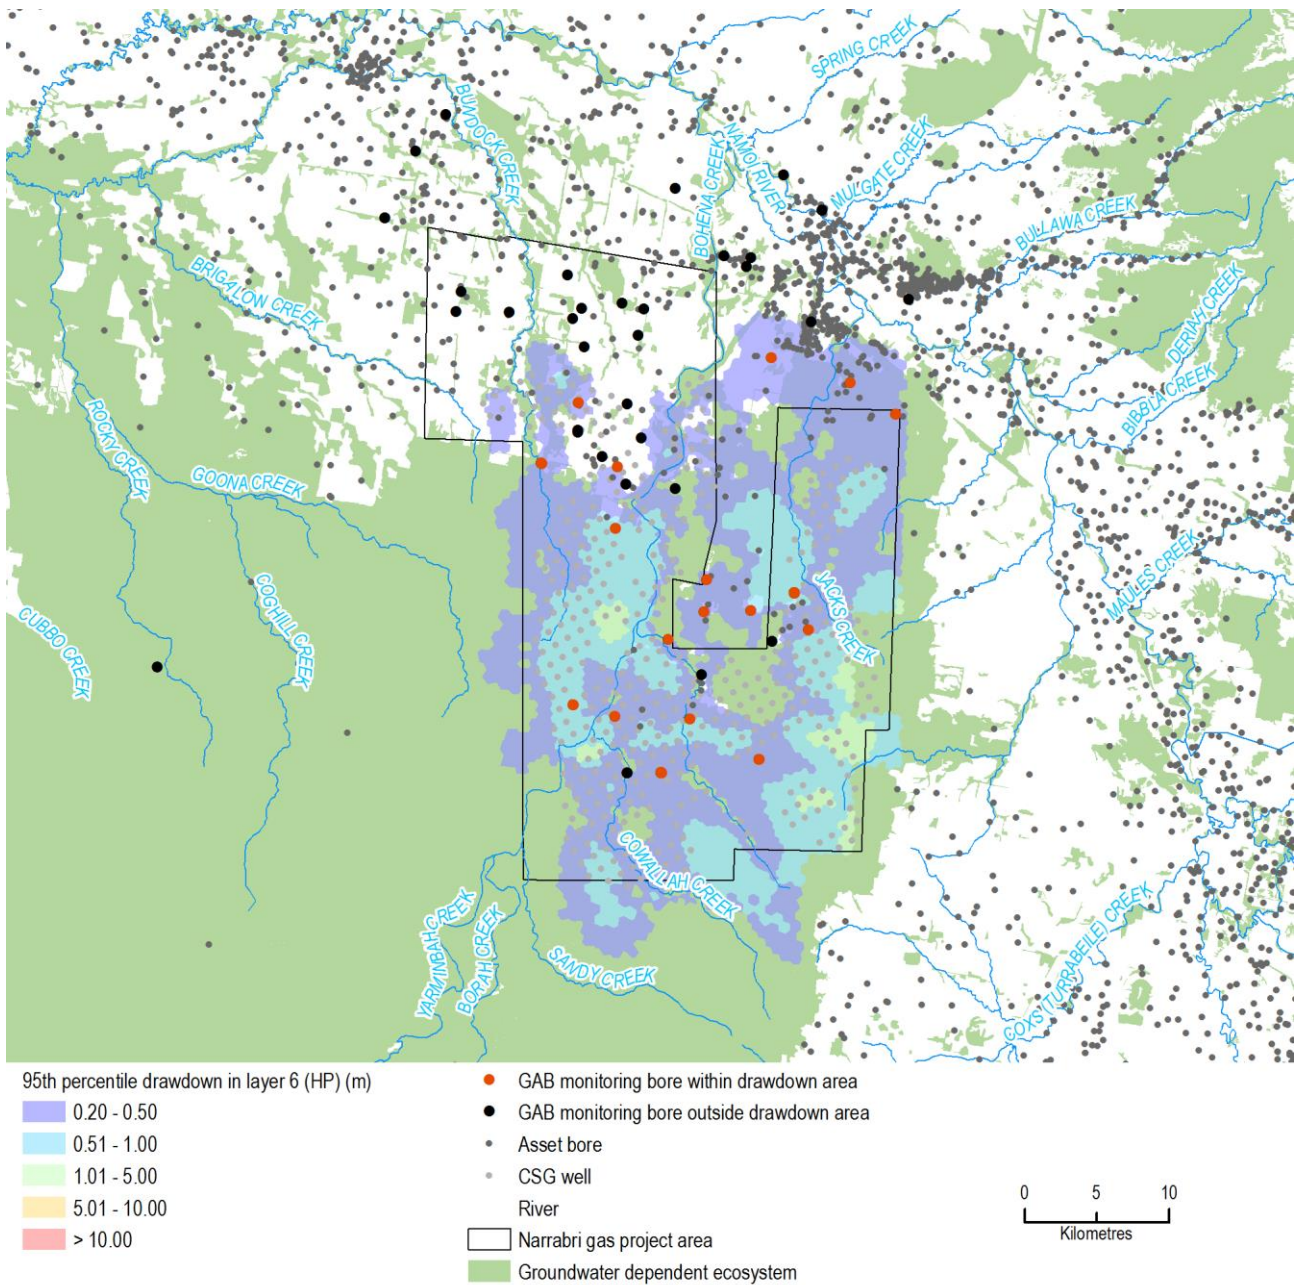 SPRING CREEK
BUNDOCK CREEK
BOHENA CREEK
NAMOI RIVER
MULGATE CREEK
BULLAWA CREEK
BRIGALOW CREEK
DERIAH CREEK
BIBBLA CREEK
ROCKY CREEK
GOONA CREEK
MAULES CREEK
JACKS CREEK
COGHILL CREEK
CUBBO CREEK
COWALLAH CREEK
YARMINBAH CREEK
BORAH CREEK
SANDY CREEK
COXS (TURRABEILE) CREEK
95th percentile drawdown in layer 6 (HP) (m)
0.20 - 0.50
0.51 - 1.00
1.01 - 5.00
5.01 - 10.00
> 10.00
GAB monitoring bore within drawdown area
GAB monitoring bore outside drawdown area
Asset bore
CSG well
River
Narrabri gas project area
Groundwater dependent ecosystem
0 5 10
Kilometres